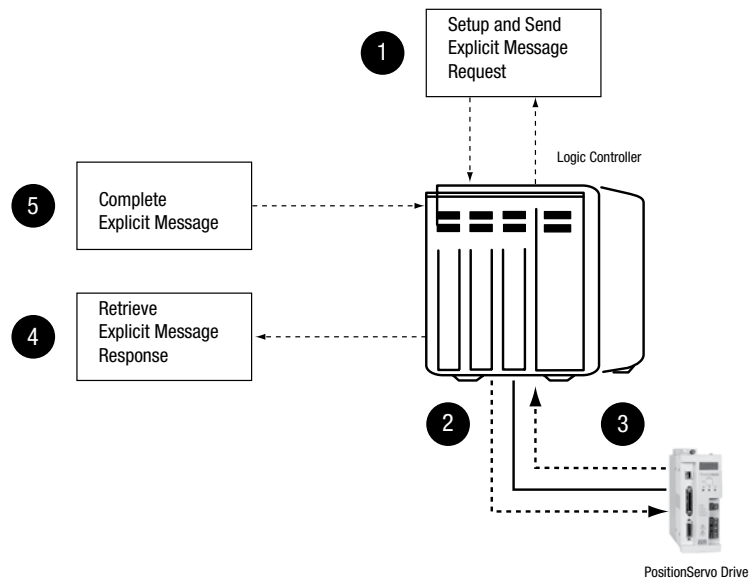 1
Setup and Send
Explicit Message
Request
Logic Controller
5
Complete
Explicit Message
4
Retrieve
Explicit Message
Response
2
3
PositionServo Drive